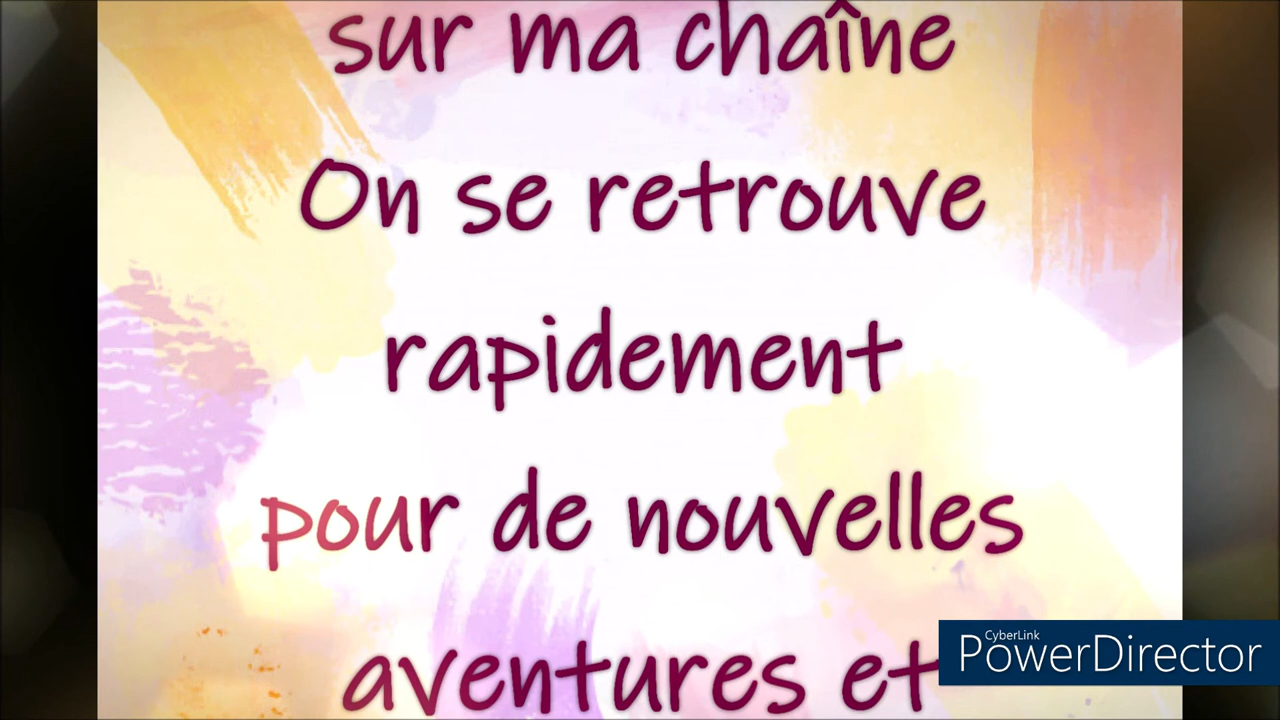 sur ma chaîne
On se retrouve
rapidement
pour de nouvelles
aventures et
CyberLink
PowerDirector